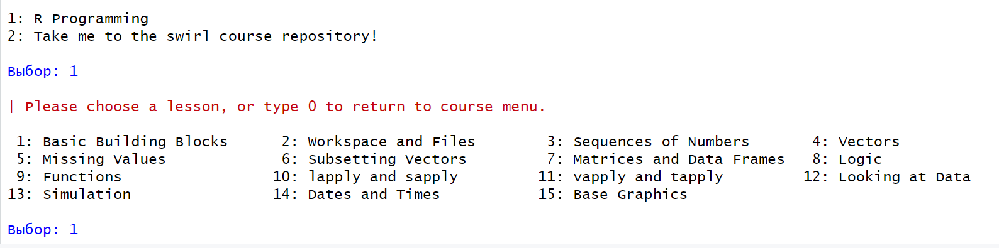 1: R Programming
2: Take me to the swirl course repository!
Выбор: 1
| Please choose a lesson, or type 0 to return to course menu.
1: Basic Building Blocks 2: Workspace and Files 3: Sequences of Numbers 4: Vectors
5: Missing Values 6: Subsetting Vectors 7: Matrices and Data Frames 8: Logic
9: Functions 10: lapply and sapply 11: vapply and tapply 12: Looking at Data
13: Simulation 14: Dates and Times 15: Base Graphics
Выбор: 1